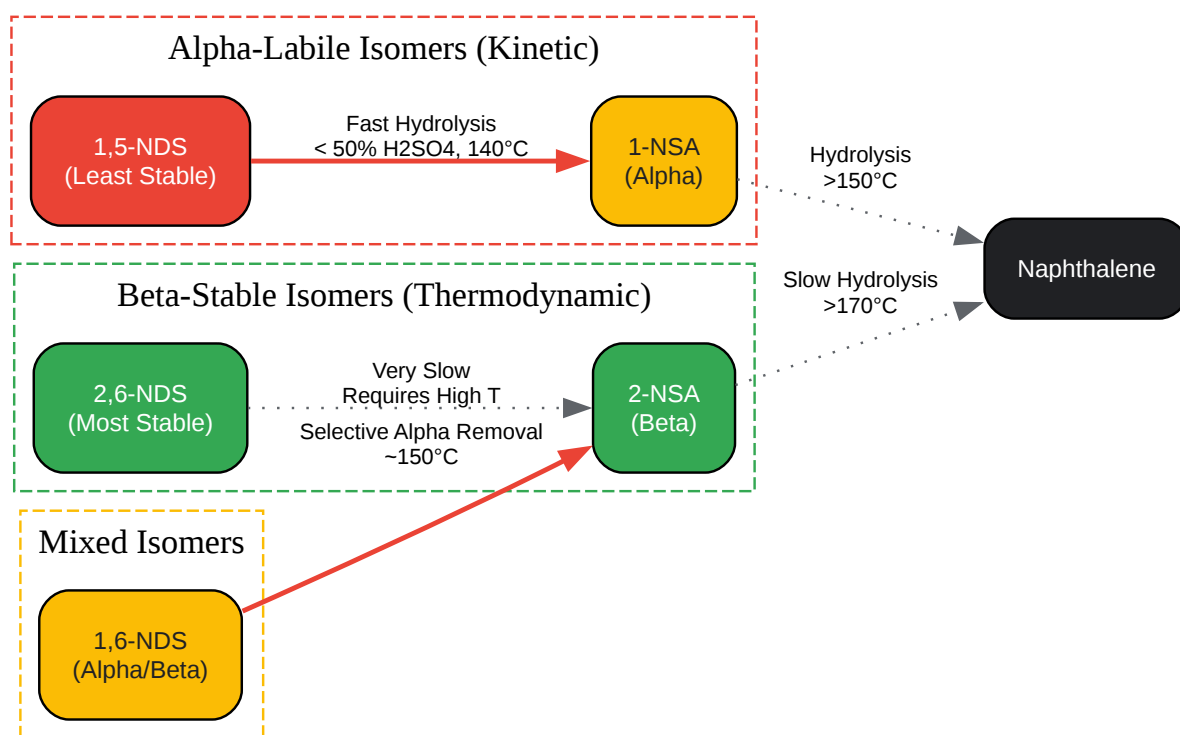 Alpha-Labile Isomers (Kinetic)
1,5-NDS
(Least Stable)
Fast Hydrolysis
< 50% H2SO4, 140°C
1-NSA
(Alpha)
Hydrolysis
>150°C
Naphthalene
Beta-Stable Isomers (Thermodynamic)
Slow Hydrolysis
>170°C
2,6-NDS
(Most Stable)
Very Slow
Requires High T
Selective Alpha Removal
~150°C
2-NSA
(Beta)
Mixed Isomers
1,6-NDS
(Alpha/Beta)